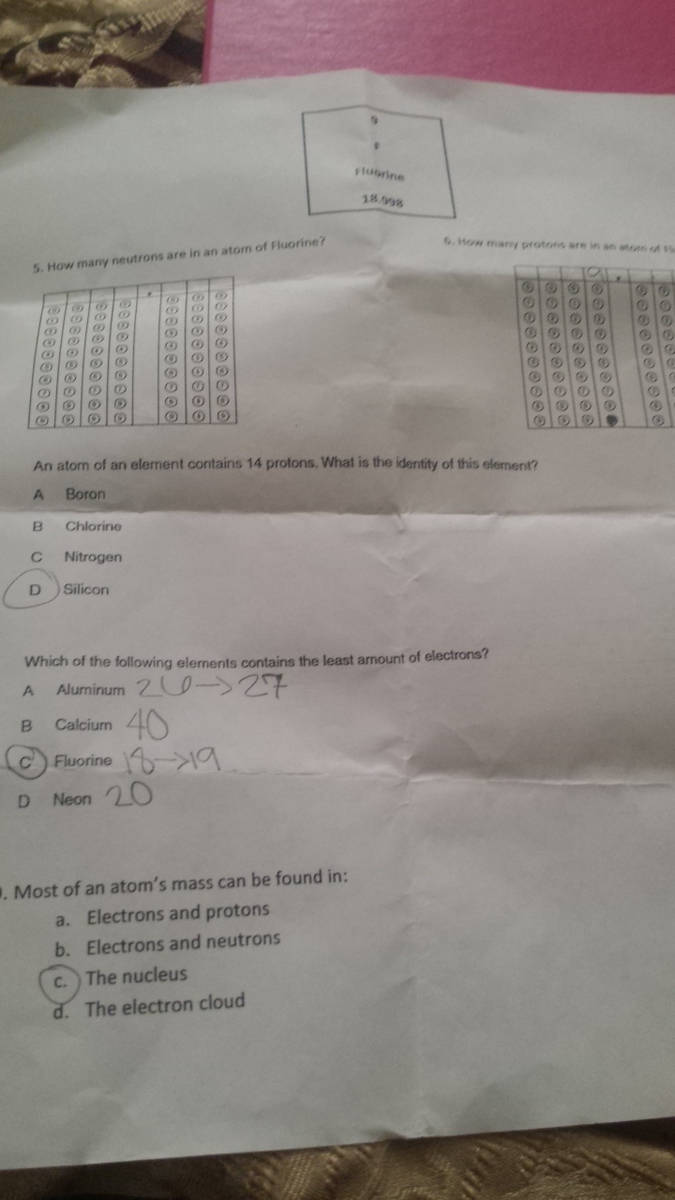 9
F
Fluorine
18.998
5. How many neutrons are in an atom of Fluorine?
6. How many protons are in an atom of
9
An atom of an element contains 14 protons. What is the identity of this element?
A Boron
B Chlorine
C Nitrogen
D Silicon
Which of the following elements contains the least amount of electrons?
A Aluminum 26→27
B Calcium 40
C Fluorine 18→19
D Neon 20
. Most of an atom's mass can be found in:
a. Electrons and protons
b. Electrons and neutrons
c. The nucleus
d. The electron cloud